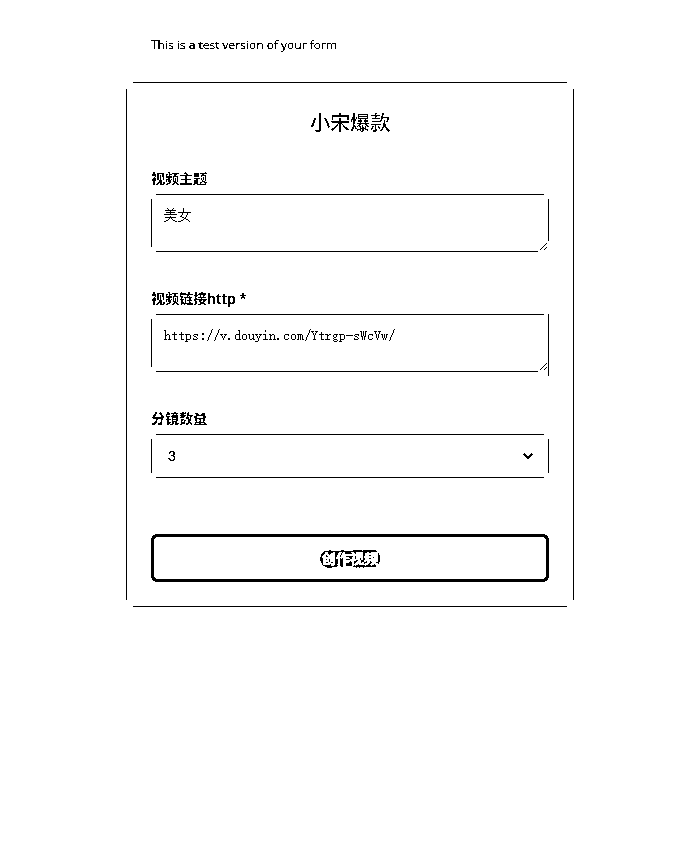 This is a test version of your form
小宋爆款
视频主题
美女
视频链接http *
https://v.douyin.com/Ytrgp-sWcVw/
分镜数量
3
创作视频